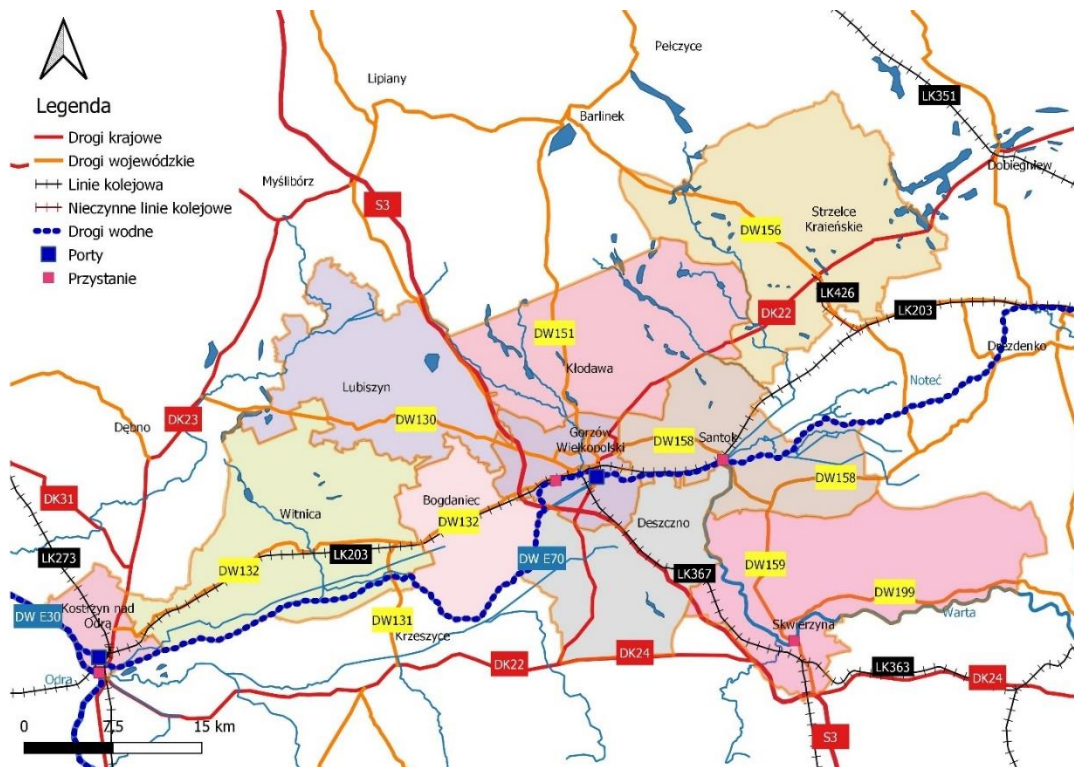 Pełczyce
Lipiany
Legenda
LK351
Drogi krajowe
Barlinek
Drogi wojewódzkie
Dobiegniew
Linie kolejowa
Myślibórz
Nieczynne linie kolejowe
S3
Strzelce
Kraieńskie
Drogi wodne
DW156
Porty
Przystanie
LK426
LK203
DK22
DW151
Drezdenko
Kłodawa
Lubiszyn
Noteć
DK23
DW130
Dębno
Gorzów
Wielkopolski
DW158
Santok
DW158
DK31
Bogdaniec
Witnica
DW132
Deszczno
LK203
LK273
DW E70
DW132
LK367
DW159
DW199
Kostrzyn nad
Odrą
DW E30
DW131
Warta
Krzeszyce
Skwierzyna
DK22
DK24
LK363
DK24
Odra
0 7,5 15 km
S3